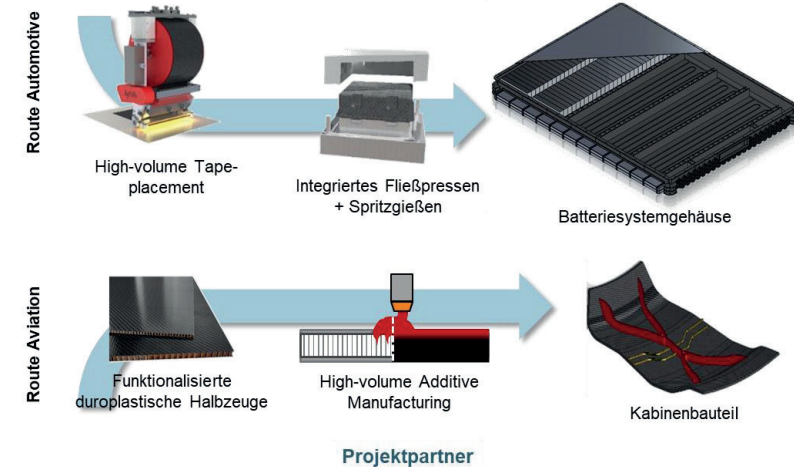 Route Automotive
High-volume Tape-
placement
Integriertes Fließpressen
+ Spritzgießen
Batteriesystemgehäuse
Route Aviation
Funktionalisierte
duroplastische Halbzeuge
High-volume Additive
Manufacturing
Kabinenbauteil
Projektpartner